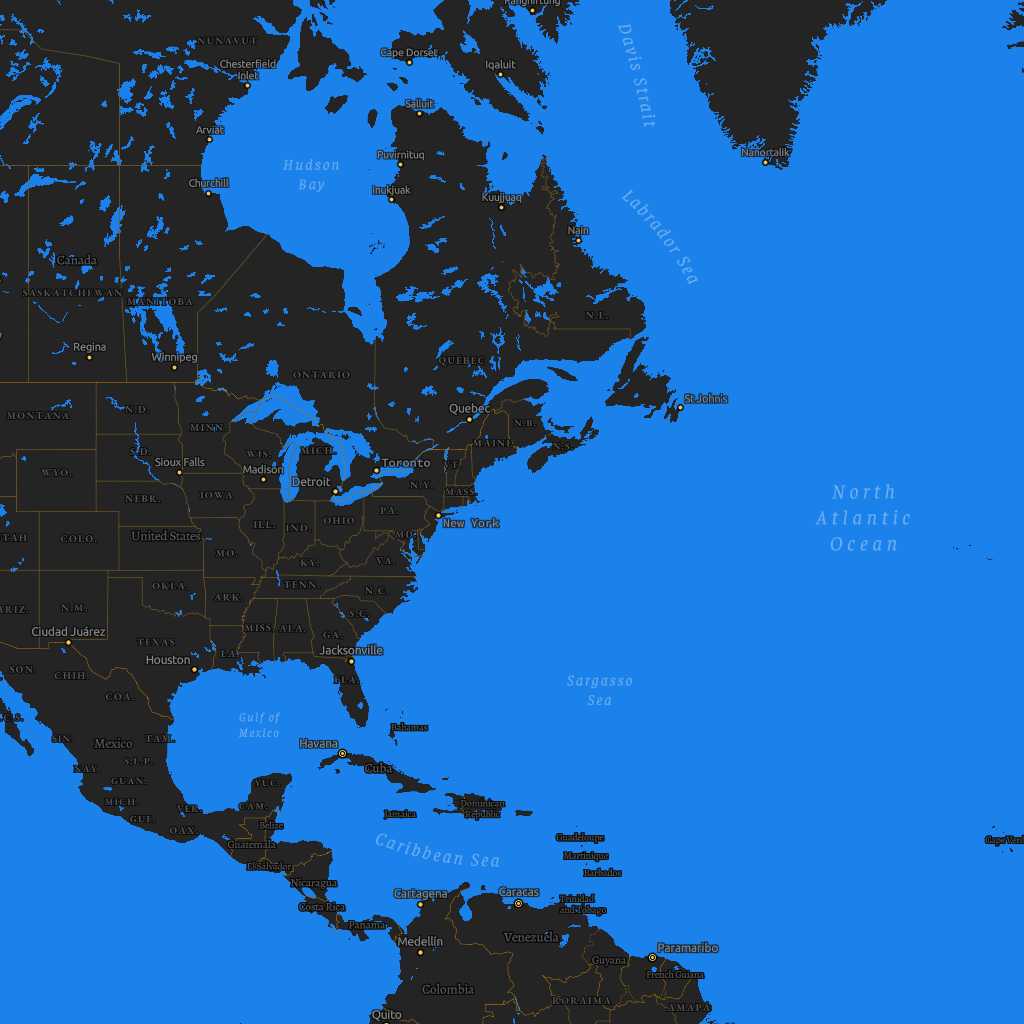 Pangnirtung
NUNAVUT
Cape Dorset
Chesterfield
Inlet
Iqaluit
Davis Strait
Salluit
Arviat
Puvirnituq
Nanortalik
Hudson
Bay
Churchill
Inukjuak
Kuujjuaq
Labrador Sea
Nain
Canada
SASKATCHEWAN
MANITOBA
N.L.
Regina
Winnipeg
QUÉBEC
ONTARIO
St John's
MONTANA
N.D.
Quebec
N.B.
MINN.
MAINE
N.S.
S.D.
WIS.
MICH.
Sioux Falls
Madison
Toronto
VT.
WYO.
Detroit
N.Y.
MASS
NEBR.
IOWA
North
Atlantic
Ocean
ILL.
IND.
OHIO
PA.
New York
UTAH
COLO.
United States
MD.
MO.
KY.
VA.
OKLA.
TENN.
N.C.
ARK.
ARIZ.
N.M.
S.C.
Ciudad Juárez
MISS.
ALA.
GA.
TEXAS
LA.
Jacksonville
Houston
SON.
CHIH.
FLA.
Sargasso
Sea
COA.
B.C.S.
Gulf of
Mexico
Bahamas
SIN.
Mexico
TAM.
Havana
S.L.P.
NAY.
Cuba
GUAN.
YUC.
MICH.
VER.
CAM.
Dominican
Republic
Jamaica
GUE.
Belize
OAX.
Guadeloupe
Cape Verde
Guatemala
Caribbean Sea
Martinique
El Salvador
Barbados
Nicaragua
Cartagena
Caracas
Trinidad
and Tobago
Costa Rica
Panama
Medellín
Venezuela
Paramaribo
Guyana
French Guiana
Colombia
RORAIMA
AMAPÁ
Quito